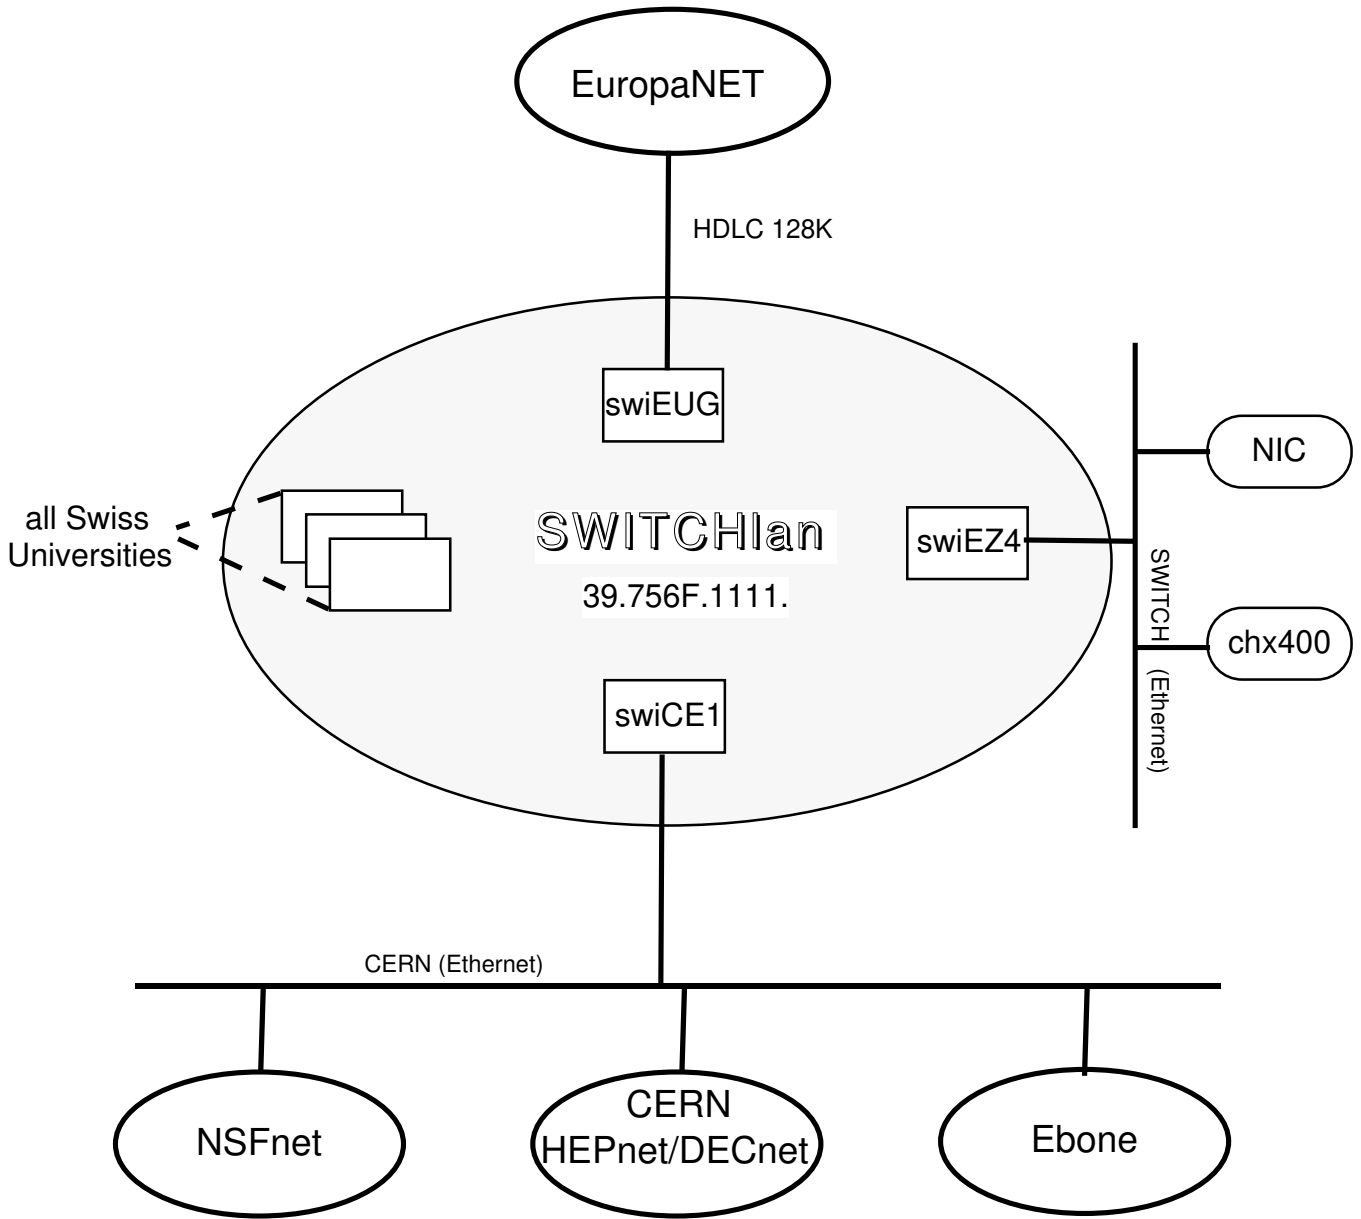 EuropaNET
HDLC 128K
swiEUG
NIC
all Swiss
Universities
SWITCHlan
39.756F.1111.
swiEZ4
SWITCH (Ethernet)
chx400
swiCE1
CERN (Ethernet)
NSFnet
CERN
HEPnet/DECnet
Ebone